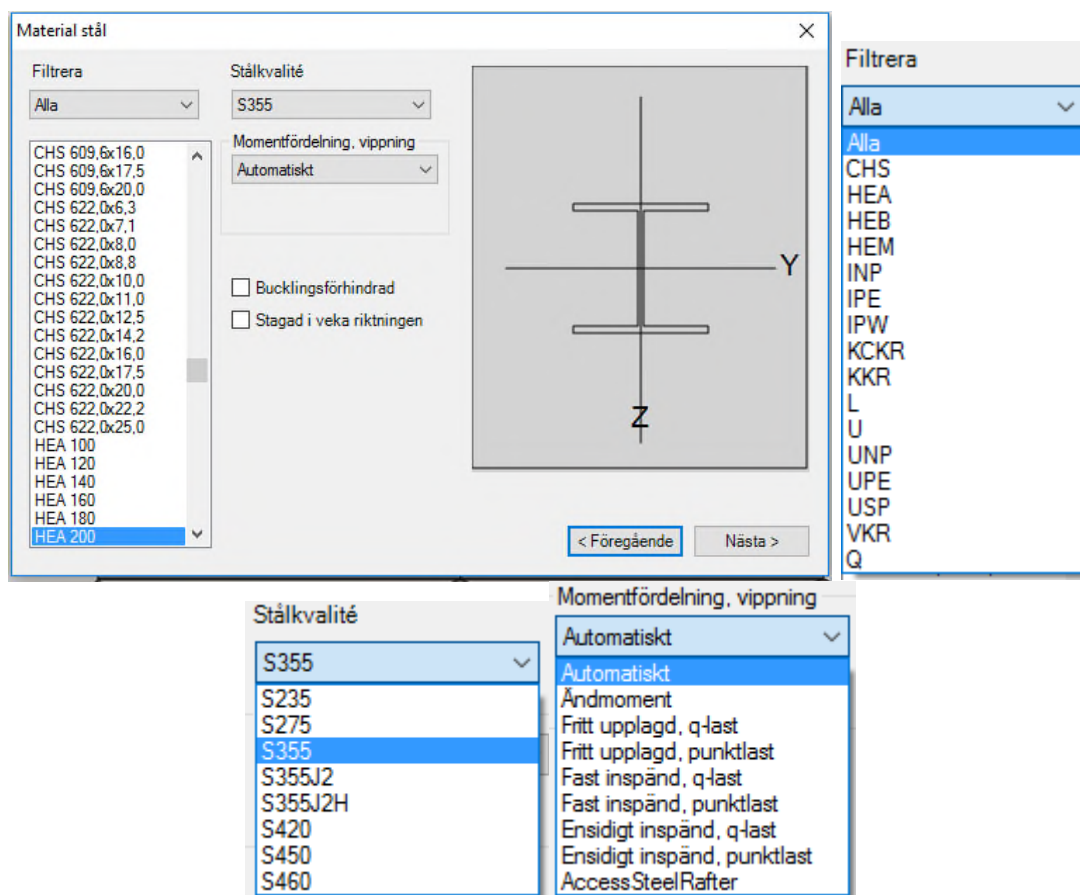 Material stål
Filtrera
Alla
CHS 609,6x16,0
CHS 609,6x17,5
CHS 609,6x20,0
CHS 622,0x6,3
CHS 622,0x7,1
CHS 622,0x8,0
CHS 622,0x8,8
CHS 622,0x10,0
CHS 622,0x11,0
CHS 622,0x12,5
CHS 622,0x14,2
CHS 622,0x16,0
CHS 622,0x17,5
CHS 622,0x20,0
CHS 622,0x22,2
CHS 622,0x25,0
HEA 100
HEA 120
HEA 140
HEA 160
HEA 180
HEA 200
Stålkvalité
S355
Momentfördelning, vippning
Automatiskt
Bucklingsförhindrad
Stagad i veka riktningen
Y
Z
< Föregående
Nästa >
Filtrera
Alla
Alla
CHS
HEA
HEB
HEM
INP
IPE
IPW
KCKR
KKR
L
U
UNP
UPE
USP
VKR
Q
Stålkvalité
S355
S235
S275
S355
S355J2
S355J2H
S420
S450
S460
Momentfördelning, vippning
Automatiskt
Automatiskt
Ändmoment
Fritt upplagd, q-last
Fritt upplagd, punktlast
Fast inspänd, q-last
Fast inspänd, punktlast
Ensidigt inspänd, q-last
Ensidigt inspänd, punktlast
AccessSteelRafter